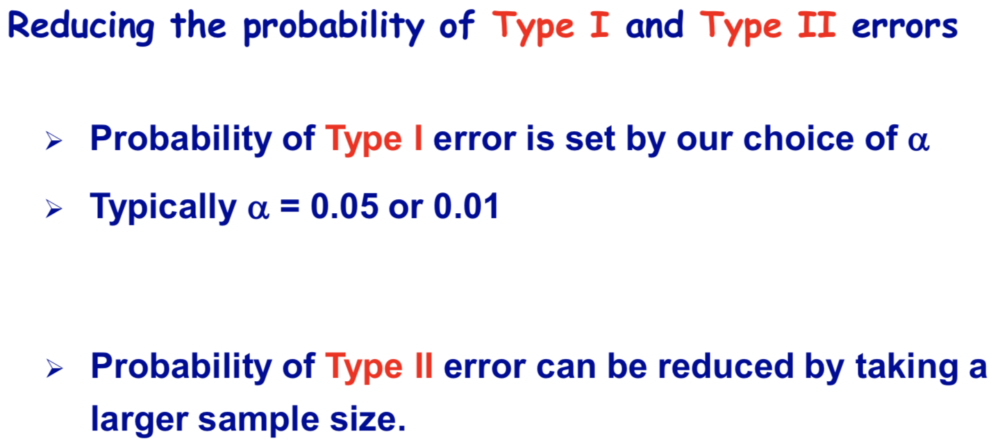 Reducing the probability of Type I and Type II errors
➢ Probability of Type I error is set by our choice of α
➢ Typically α = 0.05 or 0.01
➢ Probability of Type II error can be reduced by taking a
larger sample size.